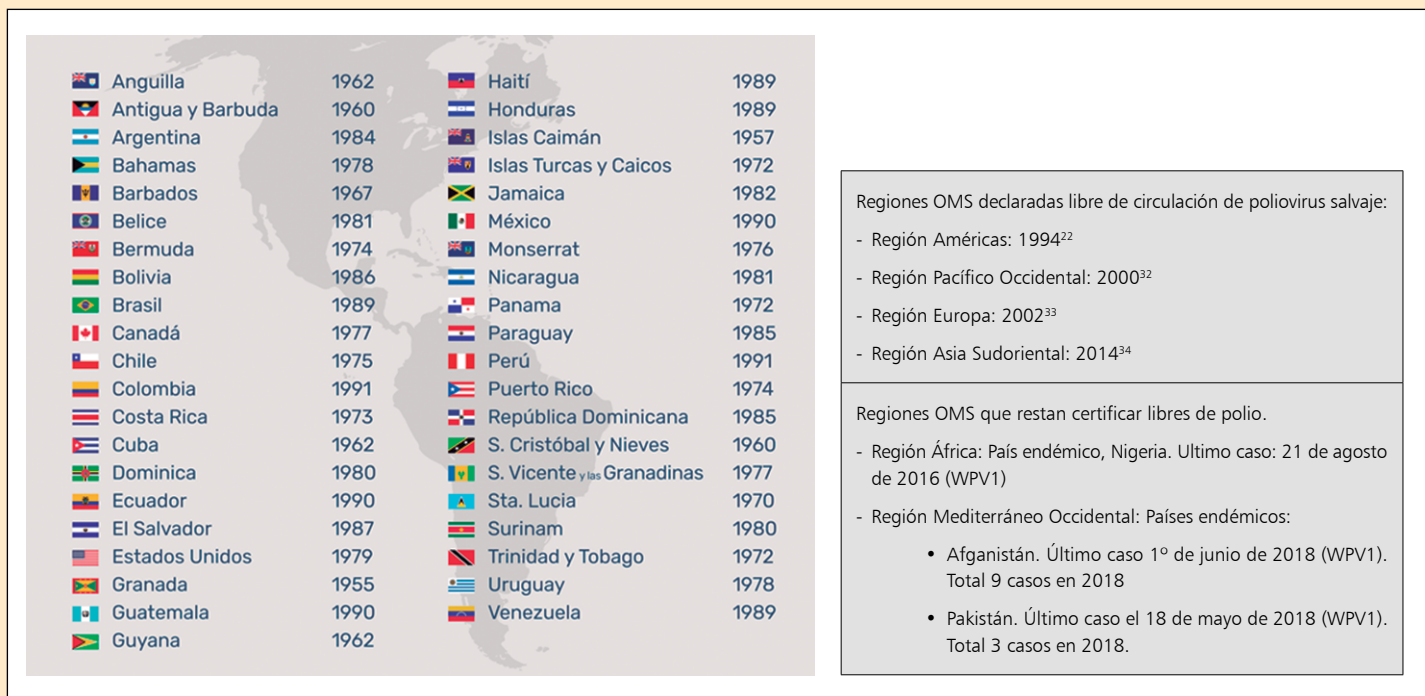 Anguilla 1962
Antigua y Barbuda 1960
Argentina 1984
Bahamas 1978
Barbados 1967
Belice 1981
Bermuda 1974
Bolivia 1986
Brasil 1989
Canadá 1977
Chile 1975
Colombia 1991
Costa Rica 1973
Cuba 1962
Dominica 1980
Ecuador 1990
El Salvador 1987
Estados Unidos 1979
Granada 1955
Guatemala 1990
Guyana 1962
Haití 1989
Honduras 1989
Islas Caimán 1957
Islas Turcas y Caicos 1972
Jamaica 1982
México 1990
Monserrat 1976
Nicaragua 1981
Panama 1972
Paraguay 1985
Perú 1991
Puerto Rico 1974
República Dominicana 1985
S. Cristóbal y Nieves 1960
S. Vicente y las Granadinas 1977
Sta. Lucia 1970
Surinam 1980
Trinidad y Tobago 1972
Uruguay 1978
Venezuela 1989
Regiones OMS declaradas libre de circulación de poliovirus salvaje:
- Región Américas: 1994²²
- Región Pacífico Occidental: 2000³²
- Región Europa: 2002³³
- Región Asia Sudoriental: 2014³⁴
Regiones OMS que restan certificar libres de polio.
- Región África: País endémico, Nigeria. Ultimo caso: 21 de agosto
de 2016 (WPV1)
- Región Mediterráneo Occidental: Países endémicos:
• Afganistán. Último caso 1º de junio de 2018 (WPV1).
Total 9 casos en 2018
• Pakistán. Último caso el 18 de mayo de 2018 (WPV1).
Total 3 casos en 2018.